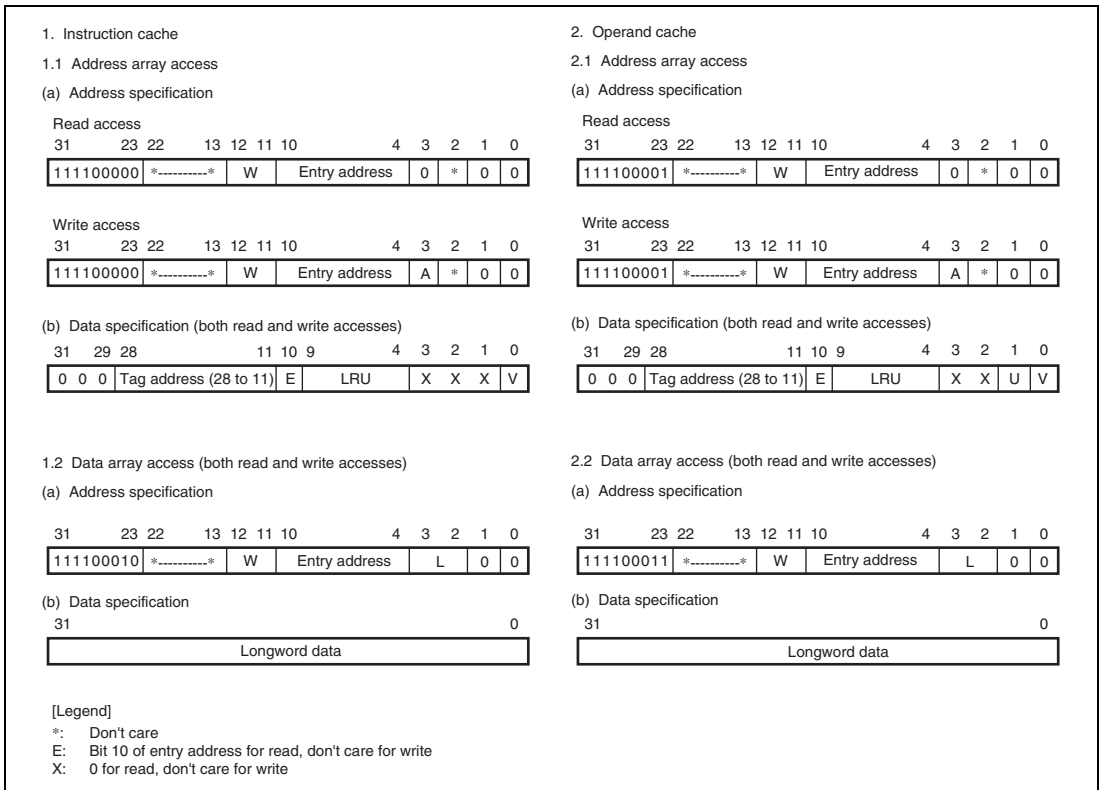 1. Instruction cache
1.1 Address array access
(a) Address specification
Read access
31 23 22 13 12 11 10 4 3 2 1 0
111100000 *----------* W Entry address 0 * 0 0
Write access
31 23 22 13 12 11 10 4 3 2 1 0
111100000 *----------* W Entry address A * 0 0
(b) Data specification (both read and write accesses)
31 29 28 11 10 9 4 3 2 1 0
0 0 0 Tag address (28 to 11) E LRU X X X V
1.2 Data array access (both read and write accesses)
(a) Address specification
31 23 22 13 12 11 10 4 3 2 1 0
111100010 *----------* W Entry address L 0 0
(b) Data specification
31 0
Longword data
2. Operand cache
2.1 Address array access
(a) Address specification
Read access
31 23 22 13 12 11 10 4 3 2 1 0
111100001 *----------* W Entry address 0 * 0 0
Write access
31 23 22 13 12 11 10 4 3 2 1 0
111100001 *----------* W Entry address A * 0 0
(b) Data specification (both read and write accesses)
31 29 28 11 10 9 4 3 2 1 0
0 0 0 Tag address (28 to 11) E LRU X X U V
2.2 Data array access (both read and write accesses)
(a) Address specification
31 23 22 13 12 11 10 4 3 2 1 0
111100011 *----------* W Entry address L 0 0
(b) Data specification
31 0
Longword data
[Legend]
*: Don't care
E: Bit 10 of entry address for read, don't care for write
X: 0 for read, don't care for write